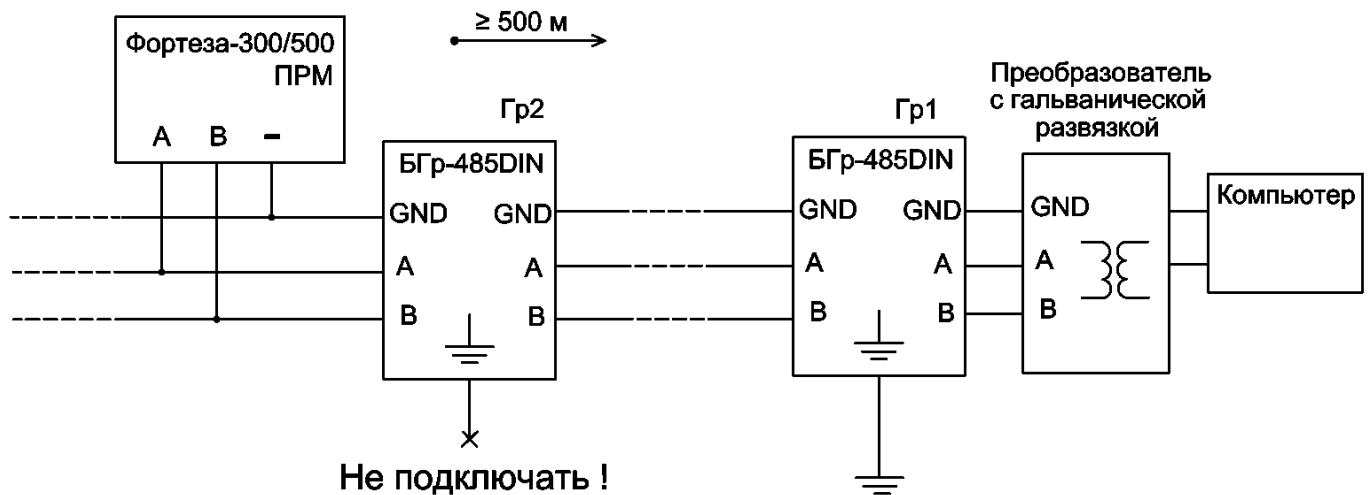 ≥ 500 м
Фортеза-300/500
ПРМ
А В –
Гр2
БГр-485DIN
GND GND
А А
В В
Не подключать !
Гр1
БГр-485DIN
GND GND
А А
В В
Преобразователь
с гальванической
развязкой
GND
А
В
Компьютер